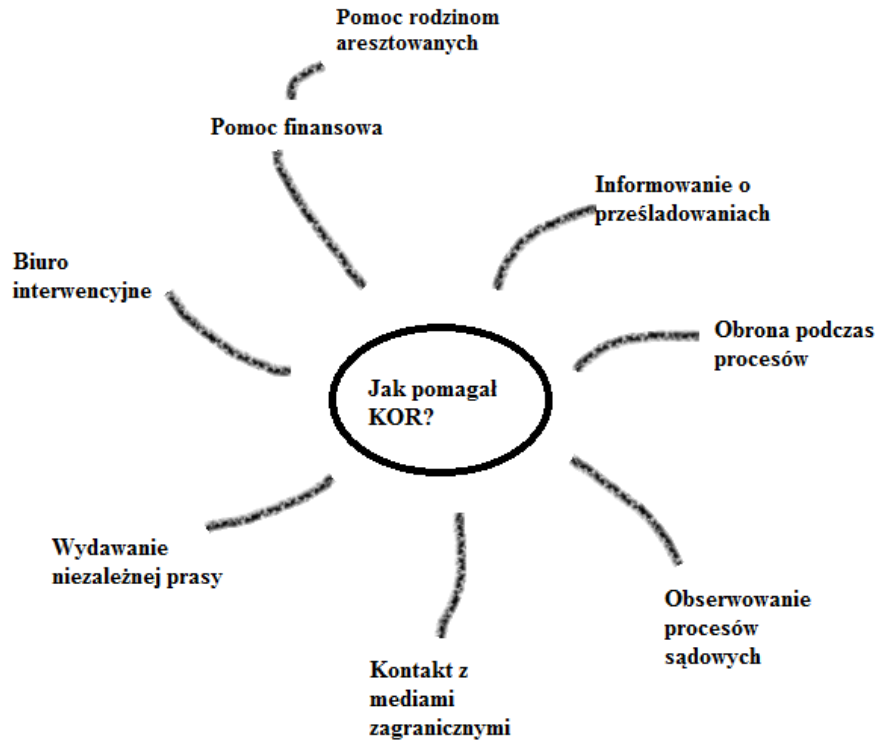 Pomoc rodzinom
aresztowanych
Pomoc finansowa
Informowanie o
prześladowaniach
Biuro
interwencyjne
Obrona podczas
procesów
Jak pomagał
KOR?
Wydawanie
niezależnej prasy
Obserwowanie
procesów
sądowych
Kontakt z
mediami
zagranicznymi